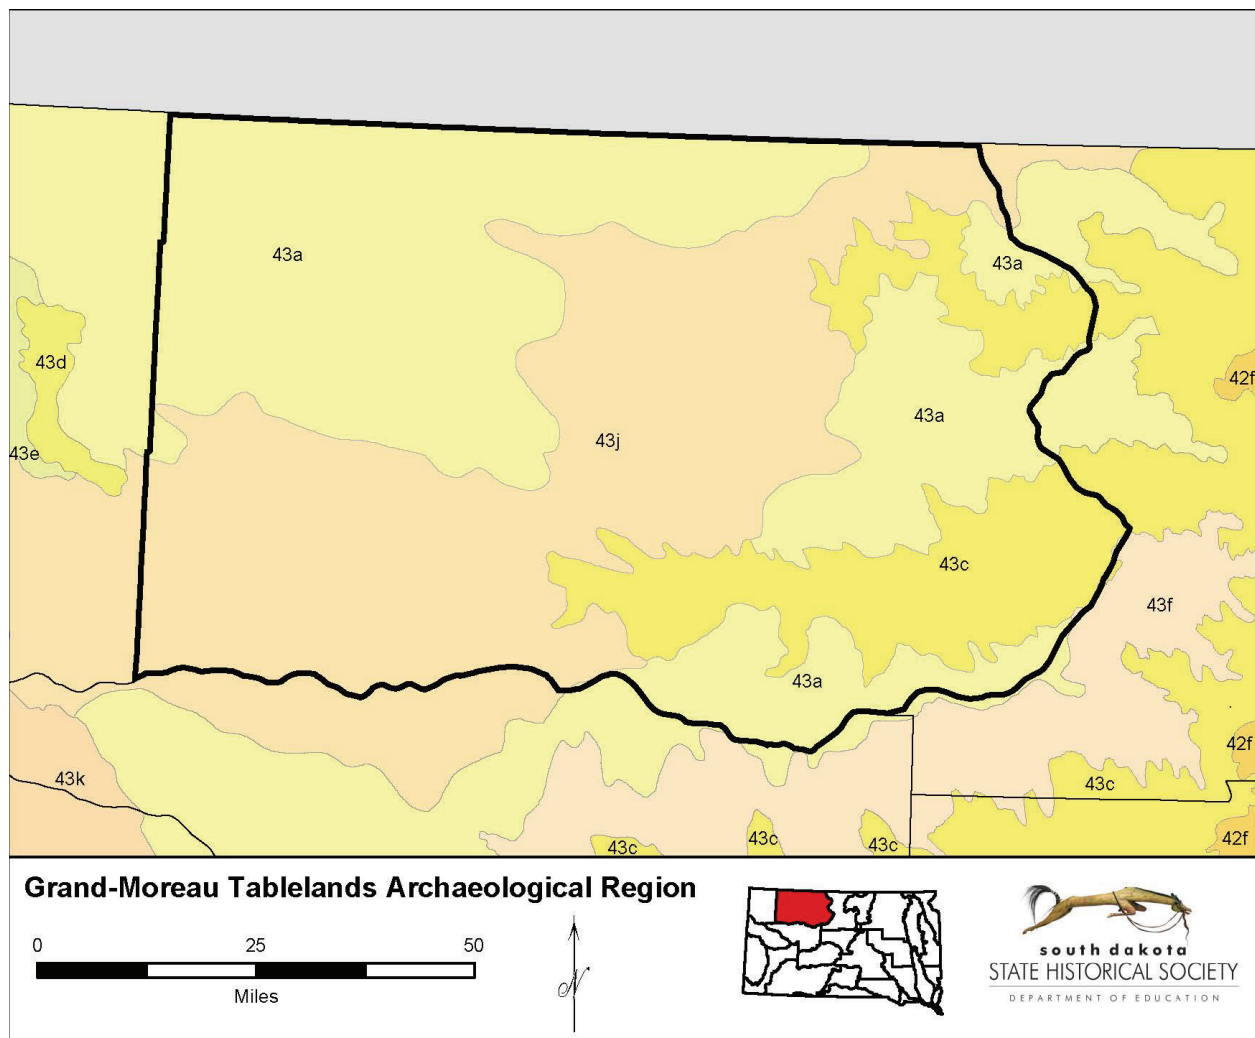 43a
43a
43d
42f
43a
43j
43e
43c
43f
43a
42f
43k
43c
43c
42f
43c
43c
Grand-Moreau Tablelands Archaeological Region
0 25 50
Miles
N
south dakota
STATE HISTORICAL SOCIETY
DEPARTMENT OF EDUCATION